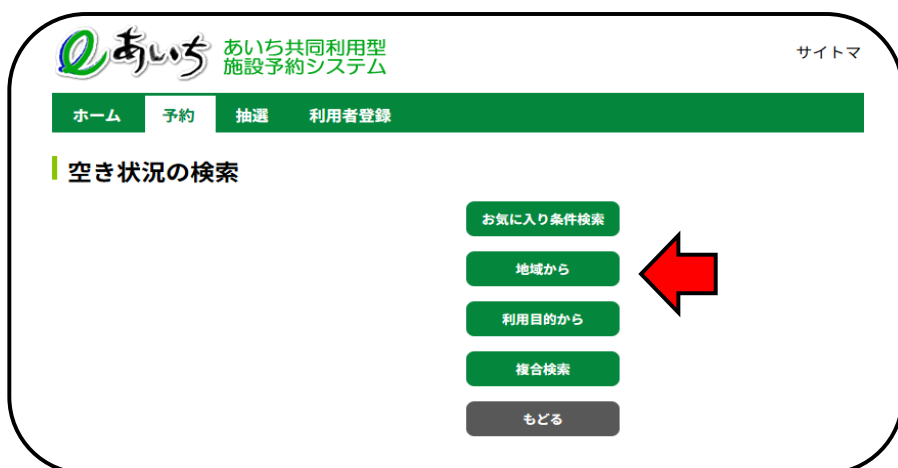 あいち
あいち共同利用型
施設予約システム
サイトマ
ホーム 予約 抽選 利用者登録
空き状況の検索
お気に入り条件検索
地域から
利用目的から
複合検索
もどる